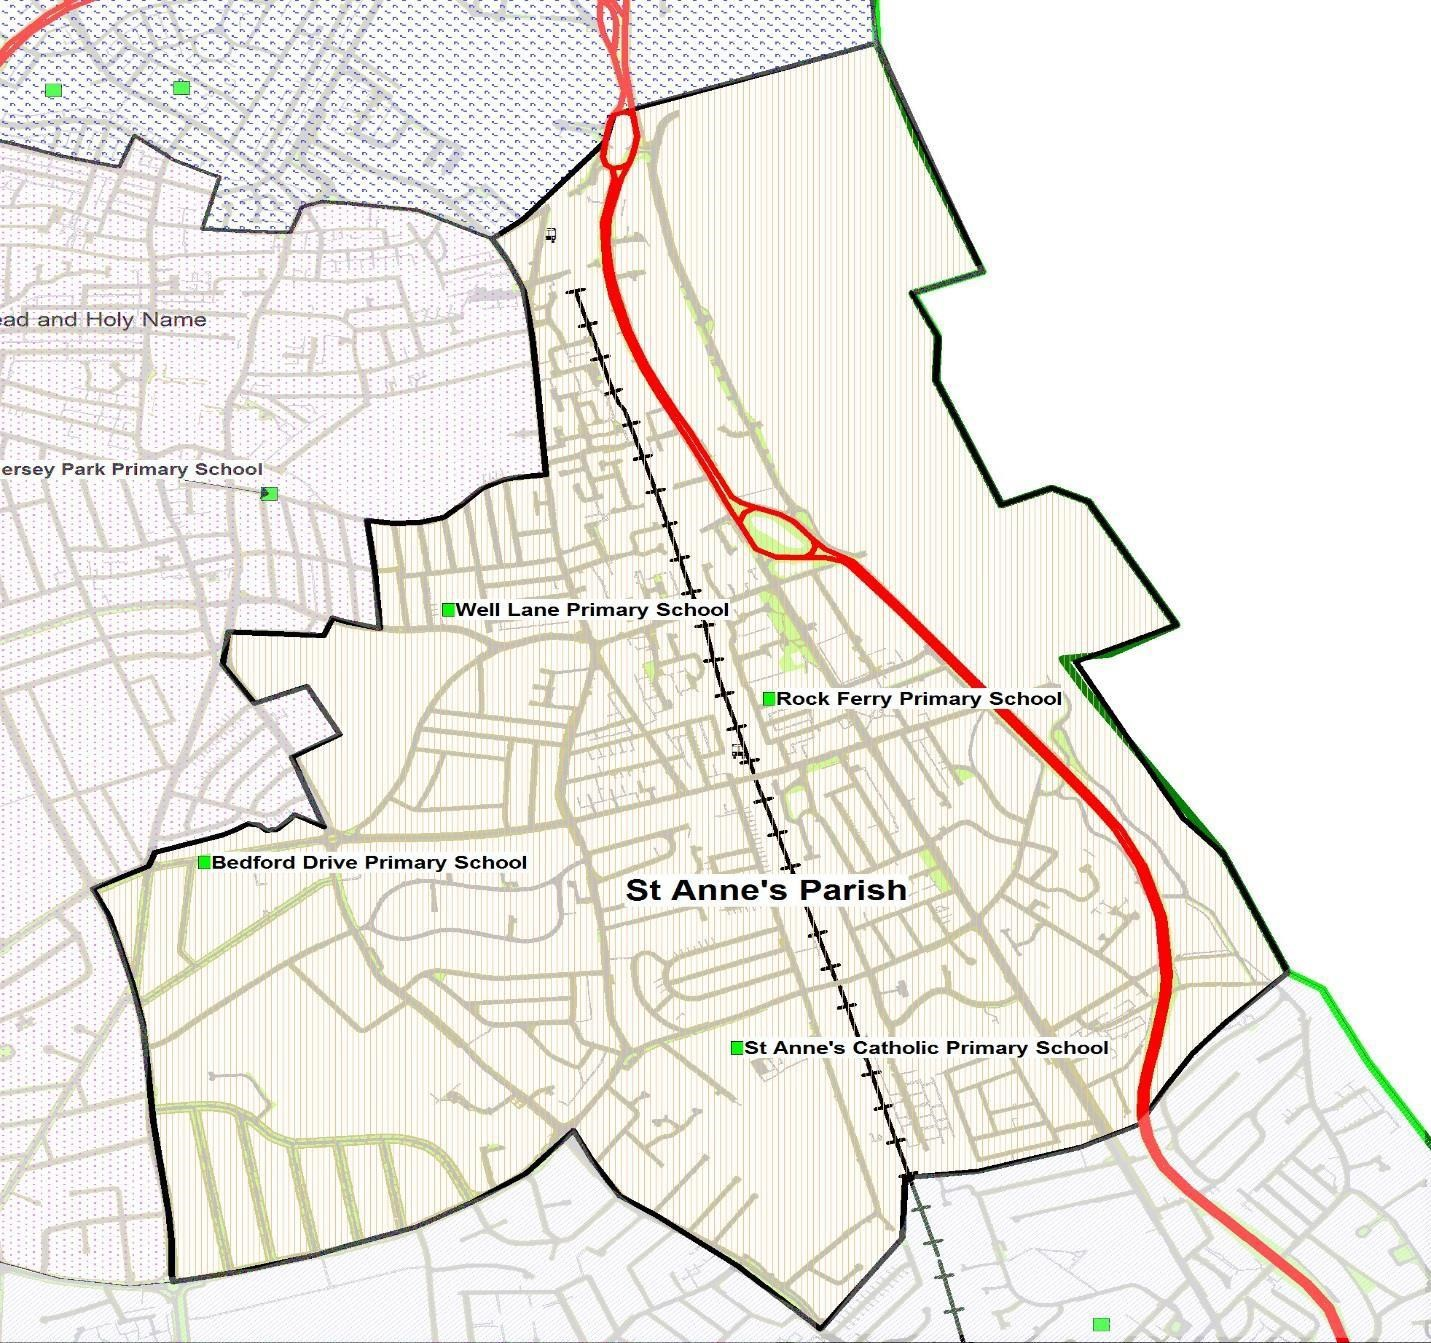 ead and Holy Name
ersey Park Primary School
Well Lane Primary School
Rock Ferry Primary School
Bedford Drive Primary School
St Anne's Parish
St Anne's Catholic Primary School